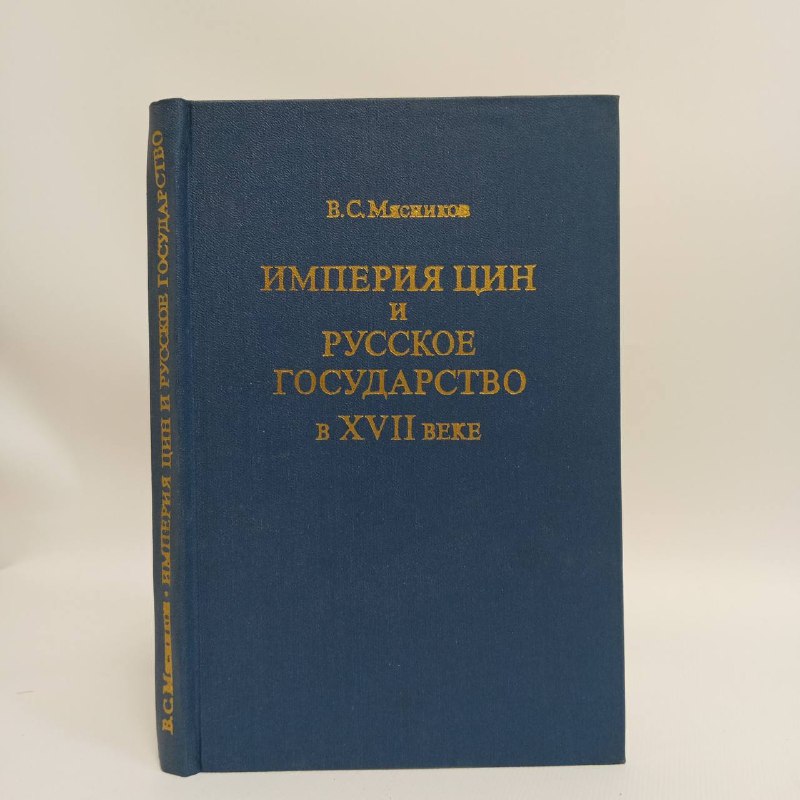 В.С.Мясников
ИМПЕРИЯ ЦИН
И
РУССКОЕ
ГОСУДАРСТВО
В XVII ВЕКЕ
В.С.Мясников • ИМПЕРИЯ ЦИН И РУССКОЕ ГОСУДАРСТВО